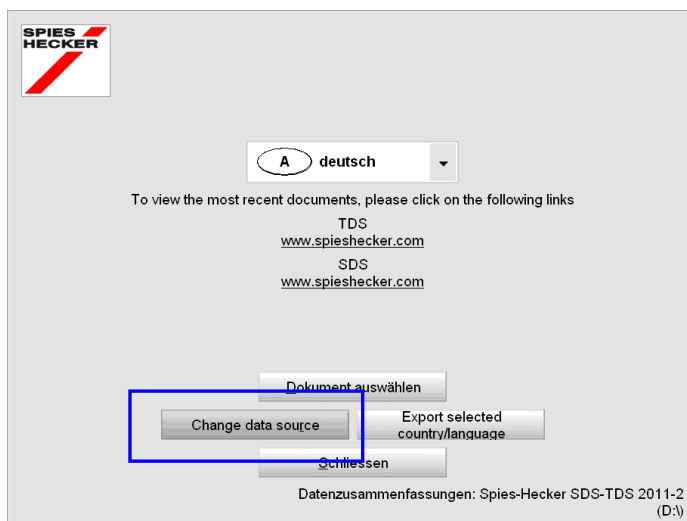 SPIES
HECKER
A deutsch
To view the most recent documents, please click on the following links
TDS
www.spieshecker.com
SDS
www.spieshecker.com
Dokument auswählen
Change data source
Export selected
country/language
Schliessen
Datenzusammenfassungen: Spies-Hecker SDS-TDS 2011-2
(D:\)